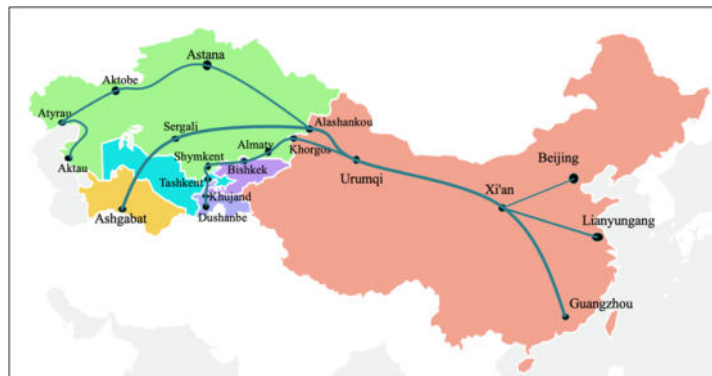 Astana
Aktobe
Atyrau
Sergali
Alashankou
Almaty
Khorgos
Aktau
Shymkent
Bishkek
Urumqi
Beijing
Tashkent
Xi'an
Khujand
Ashgabat
Dushanbe
Lianyungang
Guangzhou